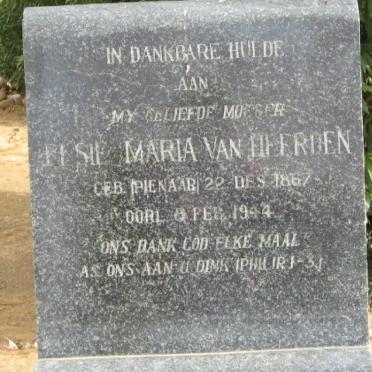 IN DANKBARE HULDE
AAN
MY GELIEFDE MOEDER
ELSIE MARIA VAN HEERDEN
GEB. (PIENAAR) 22 DES. 1867
OORL. 8 FEB. 1944
ONS DANK GOD ELKE MAAL
AS ONS AAN U DINK (PHILIP. 1-3)